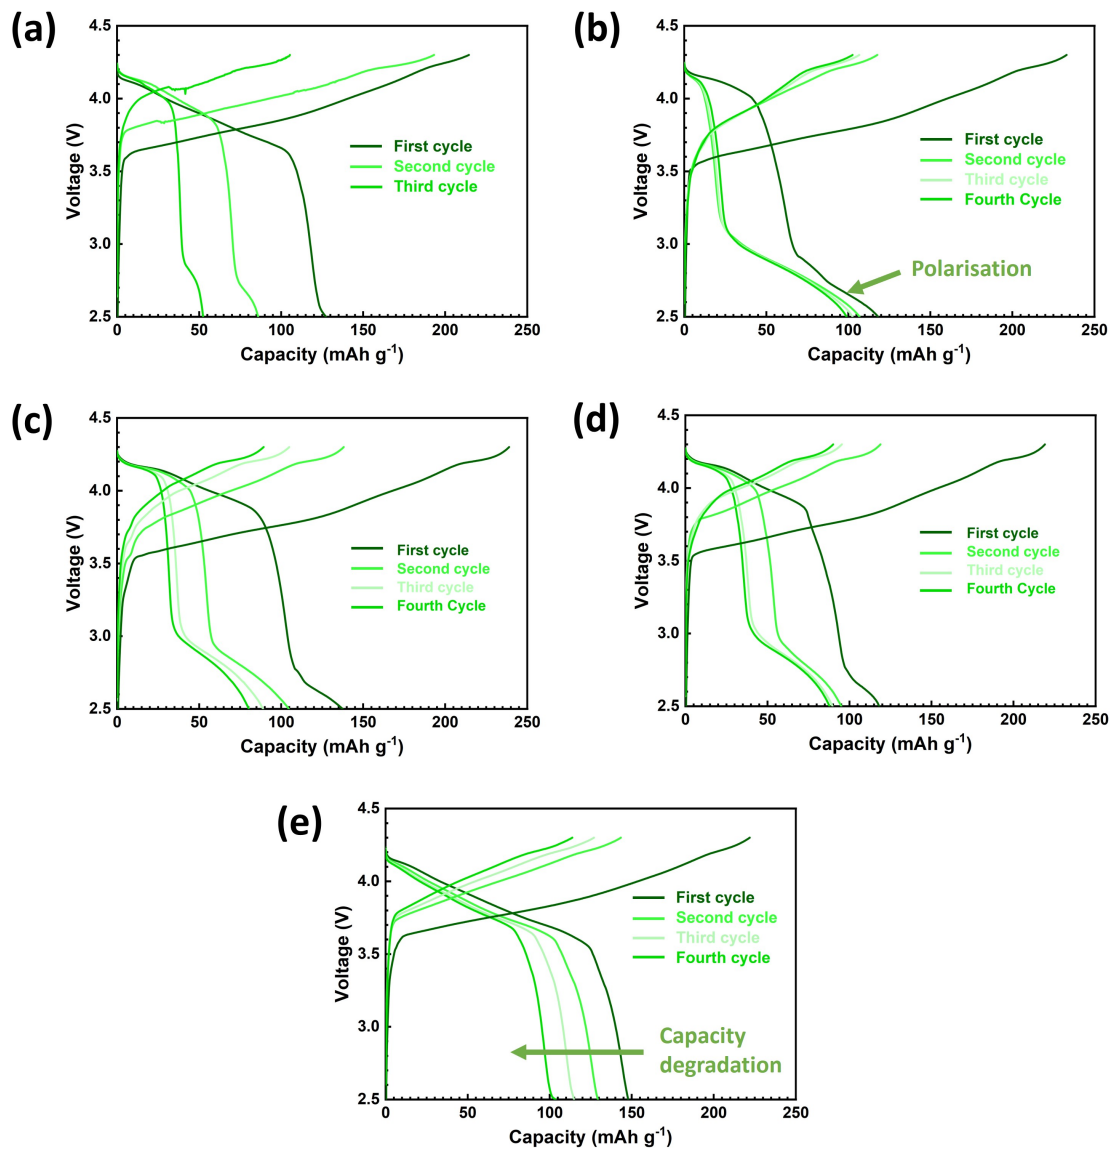 (a)
4.5
4.0
3.5
3.0
2.5
Voltage (V)
0 50 100 150 200 250
Capacity (mAh g-1)
First cycle
Second cycle
Third cycle
(b)
4.5
4.0
3.5
3.0
2.5
Voltage (V)
0 50 100 150 200 250
Capacity (mAh g-1)
First cycle
Second cycle
Third cycle
Fourth Cycle
Polarisation
(c)
4.5
4.0
3.5
3.0
2.5
Voltage (V)
0 50 100 150 200 250
Capacity (mAh g-1)
First cycle
Second cycle
Third cycle
Fourth Cycle
(d)
4.5
4.0
3.5
3.0
2.5
Voltage (V)
0 50 100 150 200 250
Capacity (mAh g-1)
First cycle
Second cycle
Third cycle
Fourth Cycle
(e)
4.5
4.0
3.5
3.0
2.5
Voltage (V)
0 50 100 150 200 250
Capacity (mAh g-1)
First cycle
Second cycle
Third cycle
Fourth cycle
Capacity
degradation